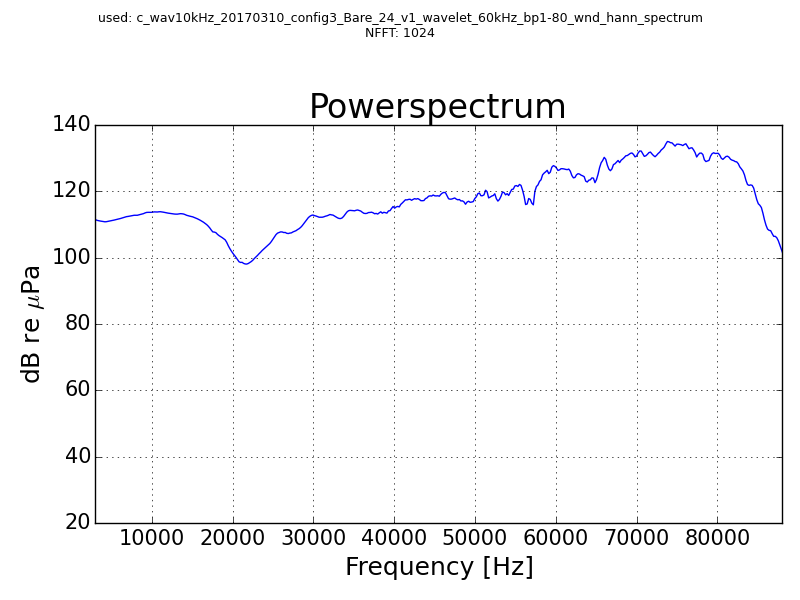 used: c_wav10kHz_20170310_config3_Bare_24_v1_wavelet_60kHz_bp1-80_wnd_hann_spectrum
NFFT: 1024
Powerspectrum
140
120
100
80
60
40
20
dB re μPa
10000 20000 30000 40000 50000 60000 70000 80000
Frequency [Hz]